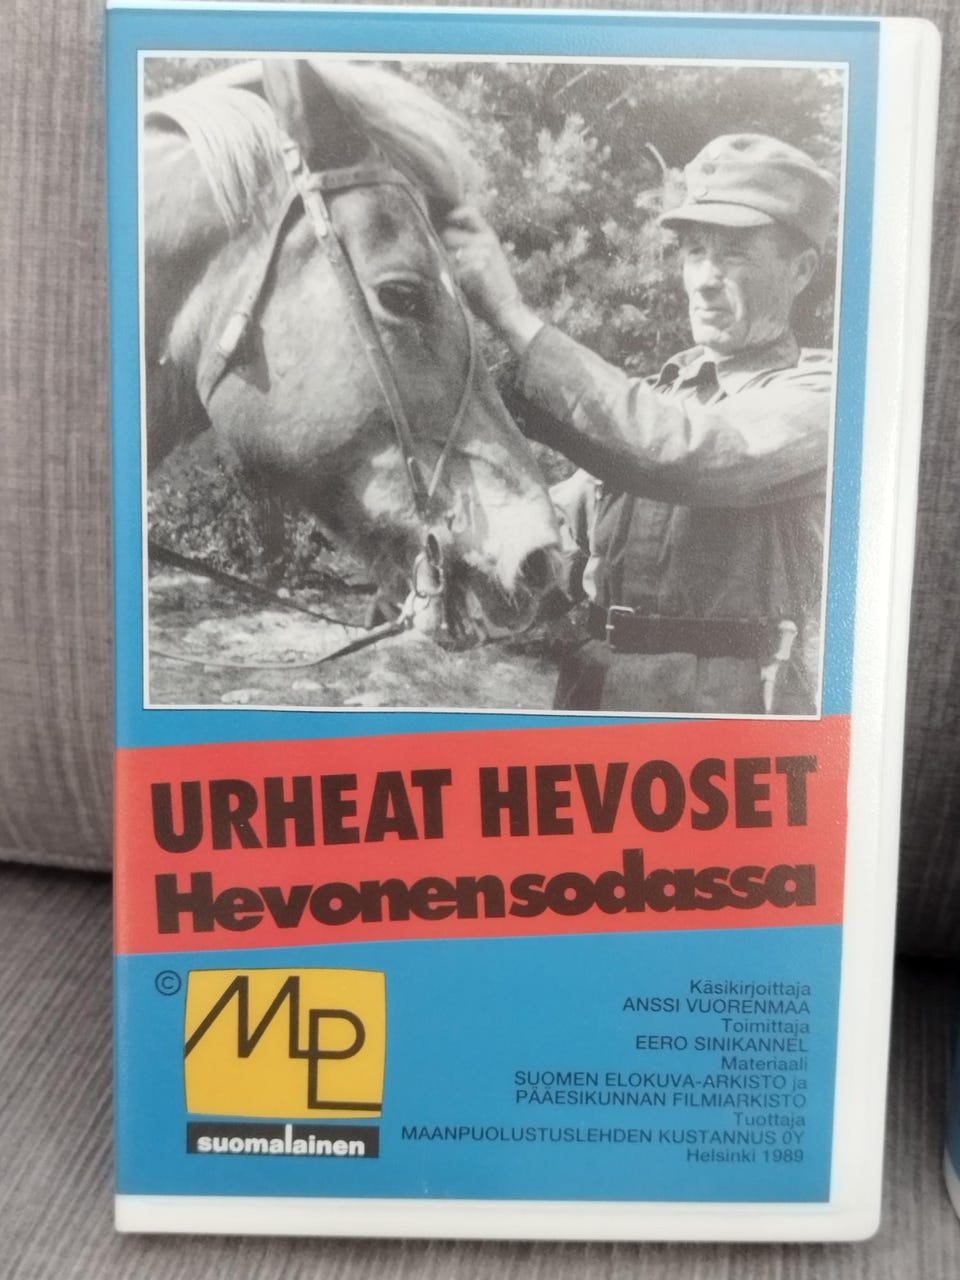 URHEAT HEVOSET
Hevonen sodassa
©
MPL
suomalainen
Käsikirjoittaja
ANSSI VUORENMAA
Toimittaja
EERO SINIKANNEL
Materiaali
SUOMEN ELOKUVA-ARKISTO ja
PÄÄESIKUNNAN FILMIARKISTO
Tuottaja
MAANPUOLUSTUSLEHDEN KUSTANNUS OY
Helsinki 1989